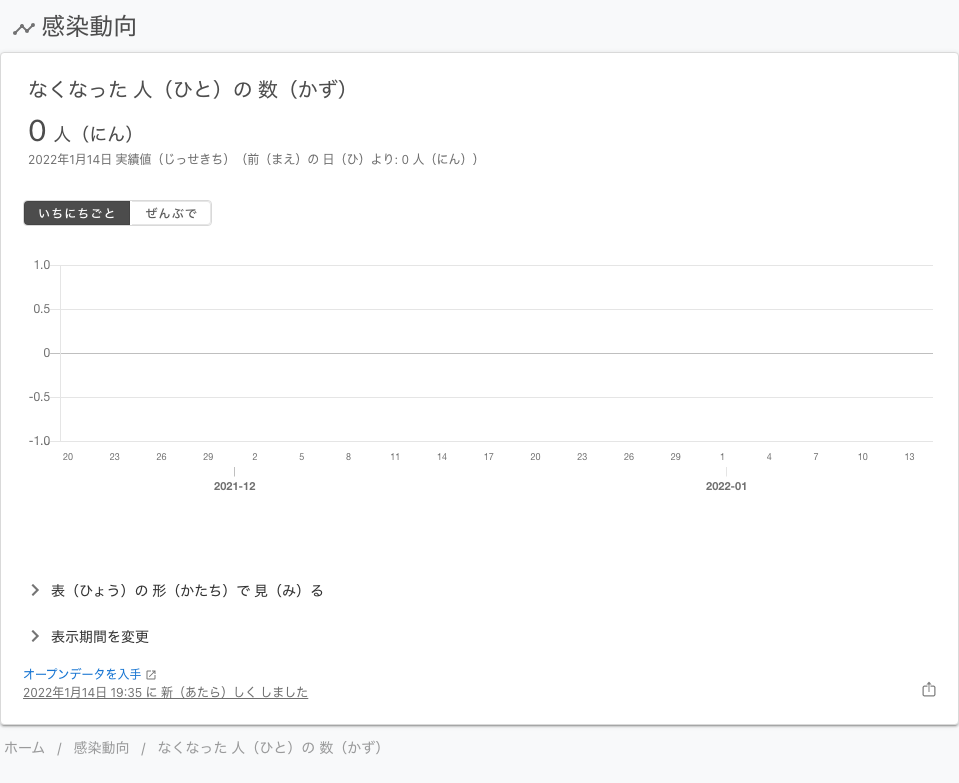 感染動向
なくなった 人（ひと）の 数（かず）
0 人（にん）
2022年1月14日 実績値（じっせきち）（前（まえ）の 日（ひ）より: 0 人（にん））
いちにちごと ぜんぶで
1.0
0.5
0
-0.5
-1.0
20 23 26 29 2 5 8 11 14 17 20 23 26 29 1 4 7 10 13
2021-12 2022-01
表（ひょう）の 形（かたち）で 見（み）る
表示期間を変更
オープンデータを入手
2022年1月14日 19:35 に 新（あたら）しく しました
ホーム / 感染動向 / なくなった 人（ひと）の 数（かず）